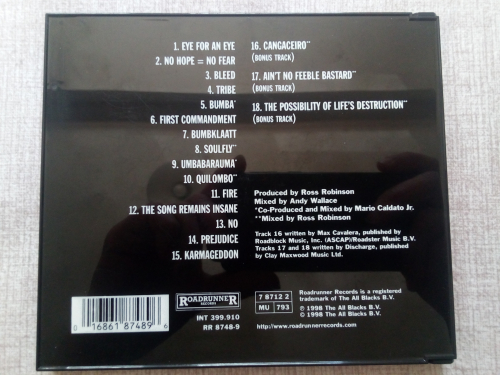 1. EYE FOR AN EYE
2. NO HOPE = NO FEAR
3. BLEED
4. TRIBE
5. BUMBA*
6. FIRST COMMANDMENT
7. BUMBKLAATT
8. SOULFLY**
9. UMBABARAUMA*
10. QUILOMBO**
11. FIRE
12. THE SONG REMAINS INSANE
13. NO
14. PREJUDICE
15. KARMAGEDDON
16. CANGACEIRO**
(BONUS TRACK)
17. AIN'T NO FEEBLE BASTARD**
(BONUS TRACK)
18. THE POSSIBILITY OF LIFE'S DESTRUCTION**
(BONUS TRACK)
Produced by Ross Robinson
Mixed by Andy Wallace
*Co-Produced and Mixed by Mario Caldato Jr.
**Mixed by Ross Robinson
Track 16 written by Max Cavalera, published by
Roadblock Music, Inc. (ASCAP)/Roadster Music B.V.
Tracks 17 and 18 written by Discharge, published by
Clay Maxwood Music Ltd.
0 16861 87489 6
ROADRUNNER
RECORDS
INT 399.910
RR 8748-9
7 8712 2
MU 793
Roadrunner Records is a registered
trademark of The All Blacks B.V.
℗ 1998 The All Blacks B.V.
© 1998 The All Blacks B.V.
http://www.roadrunnerrecords.com